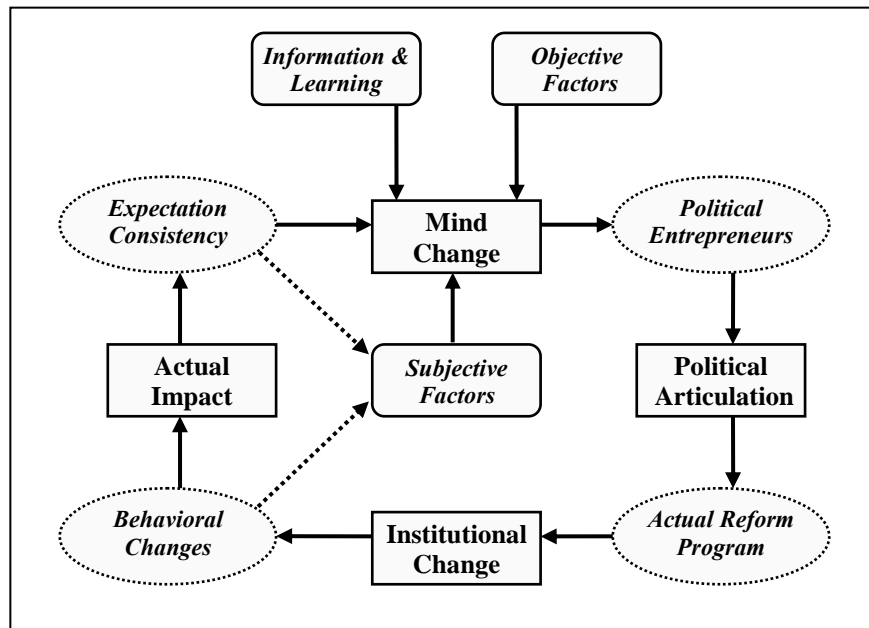 Information &
Learning
Objective
Factors
Expectation
Consistency
Mind
Change
Political
Entrepreneurs
Actual
Impact
Subjective
Factors
Political
Articulation
Behavioral
Changes
Institutional
Change
Actual Reform
Program